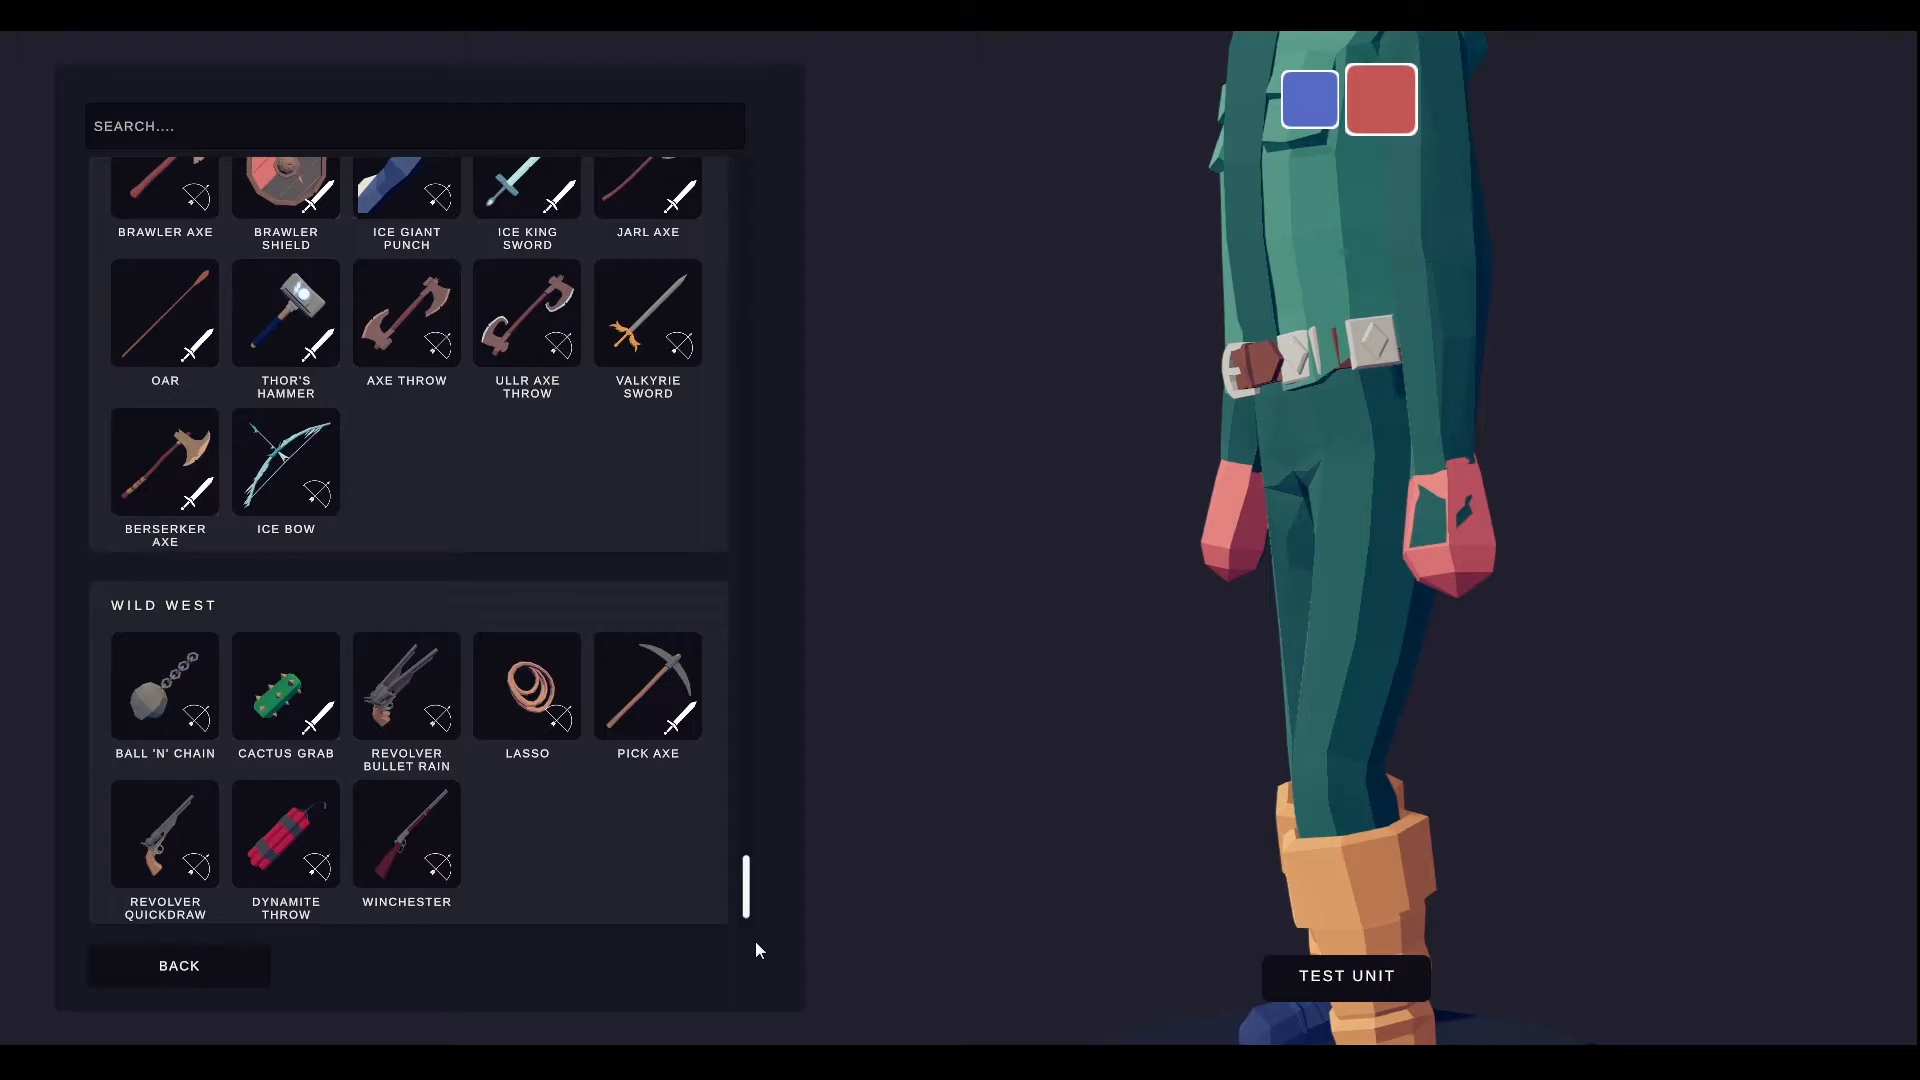 SEARCH....
BRAWLER AXE
BRAWLER
SHIELD
ICE GIANT
PUNCH
ICE KING
SWORD
JARL AXE
OAR
THOR'S
HAMMER
AXE THROW
ULLR AXE
THROW
VALKYRIE
SWORD
BERSERKER
AXE
ICE BOW
WILD WEST
BALL 'N' CHAIN
CACTUS GRAB
REVOLVER
BULLET RAIN
LASSO
PICK AXE
REVOLVER
QUICKDRAW
DYNAMITE
THROW
WINCHESTER
BACK
TEST UNIT